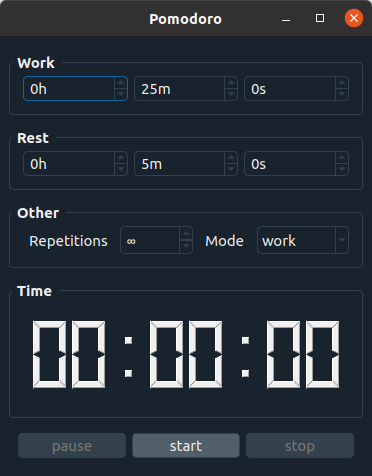 Pomodoro
Work
0h 25m 0s
Rest
0h 5m 0s
Other
Repetitions ∞ Mode work
Time
00:00:00
pause start stop